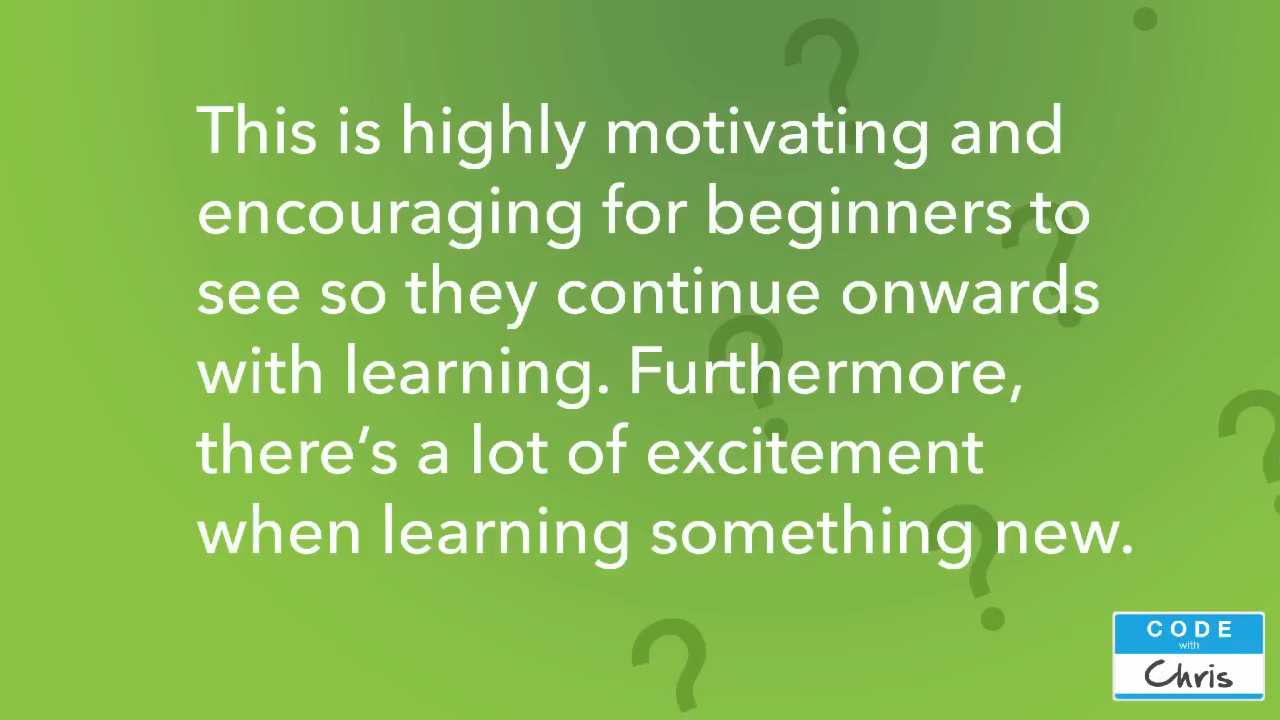 This is highly motivating and
encouraging for beginners to
see so they continue onwards
with learning. Furthermore,
there’s a lot of excitement
when learning something new.
CODE
with
Chris